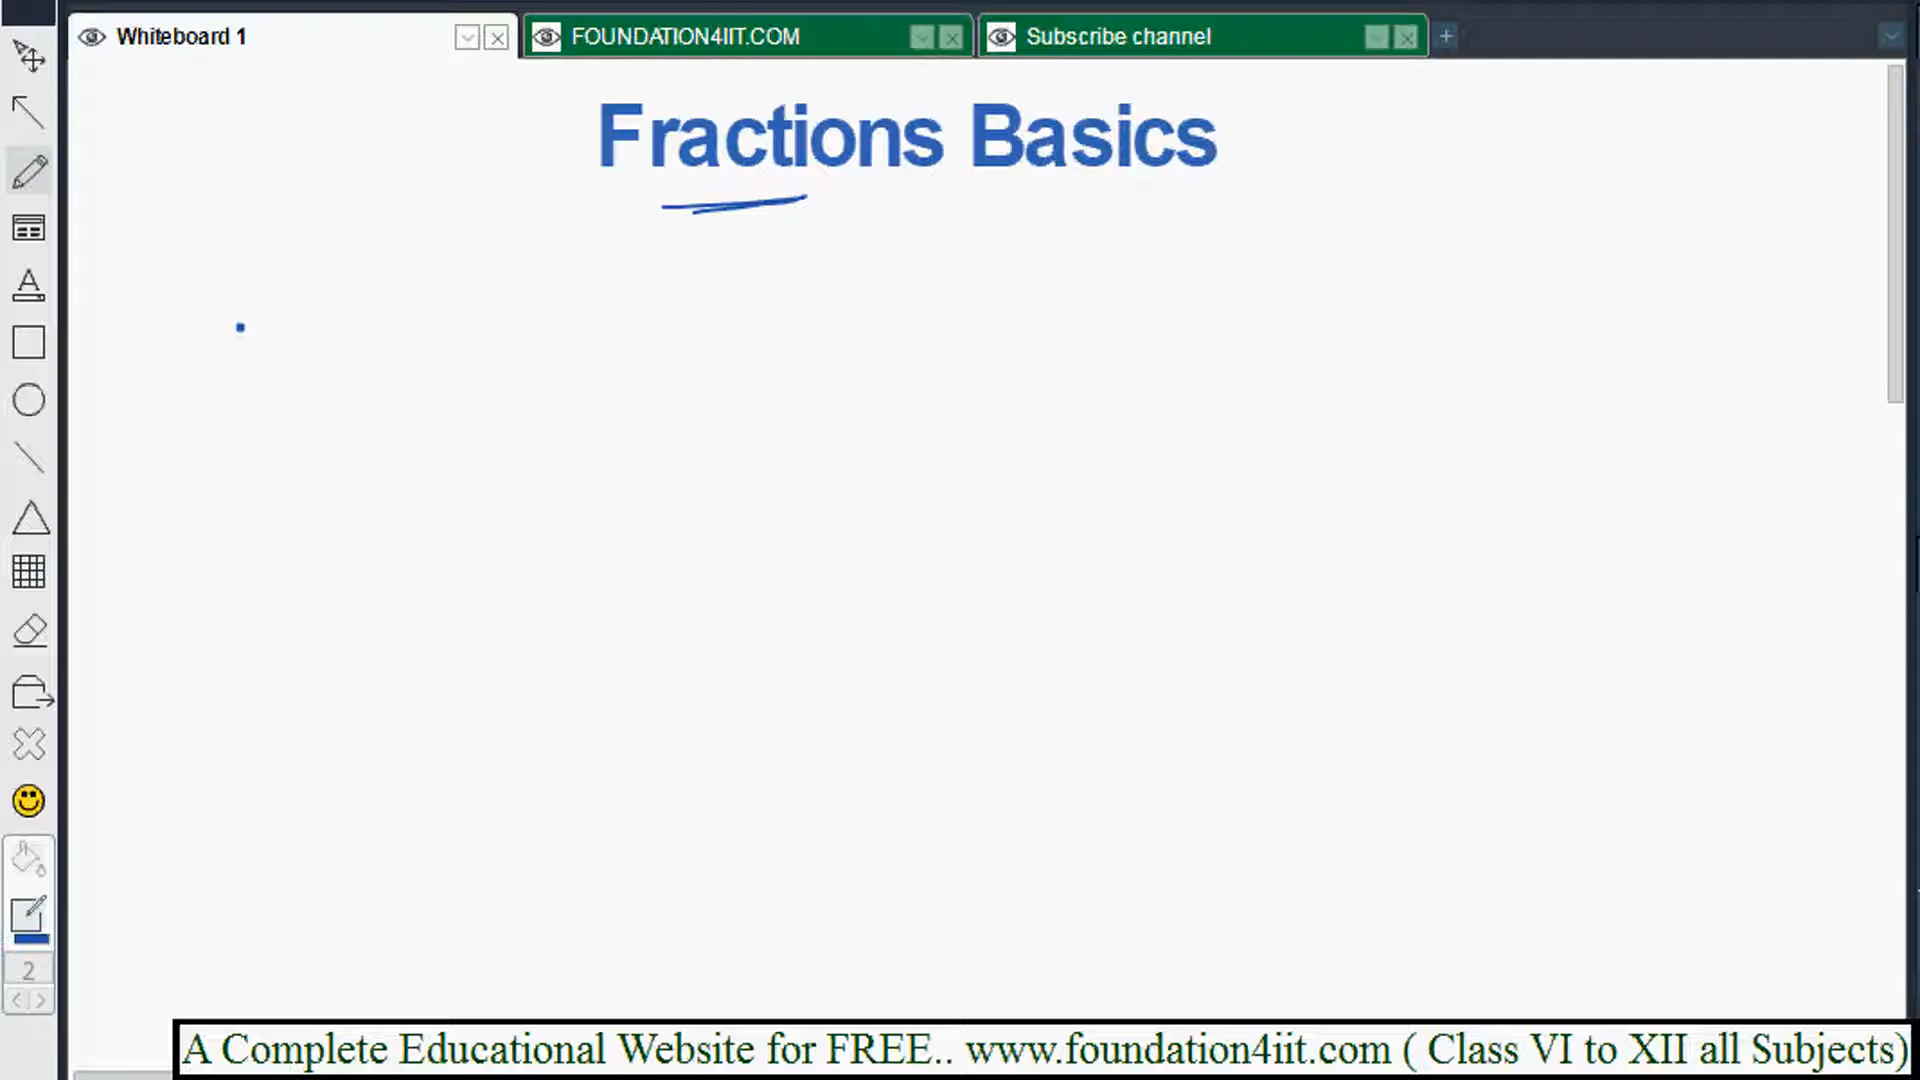 Whiteboard 1 FOUNDATION4IIT.COM Subscribe channel
Fractions Basics
2
A Complete Educational Website for FREE.. www.foundation4iit.com ( Class VI to XII all Subjects)